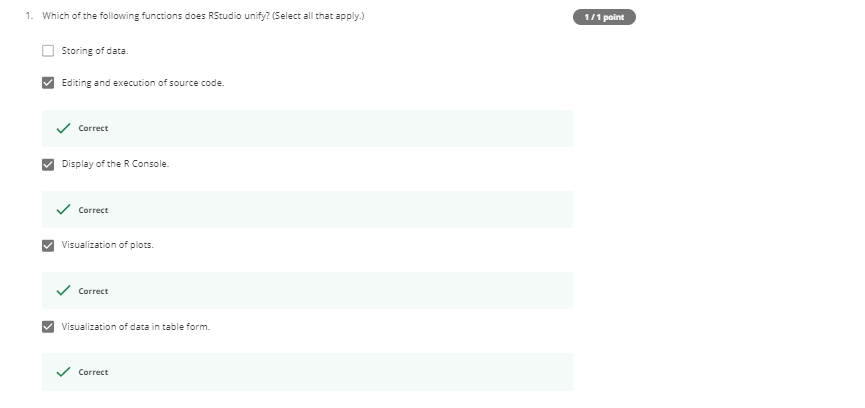 1. Which of the following functions does RStudio unify? (Select all that apply.)
1 / 1 point
Storing of data.
Editing and execution of source code.
Correct
Display of the R Console.
Correct
Visualization of plots.
Correct
Visualization of data in table form.
Correct